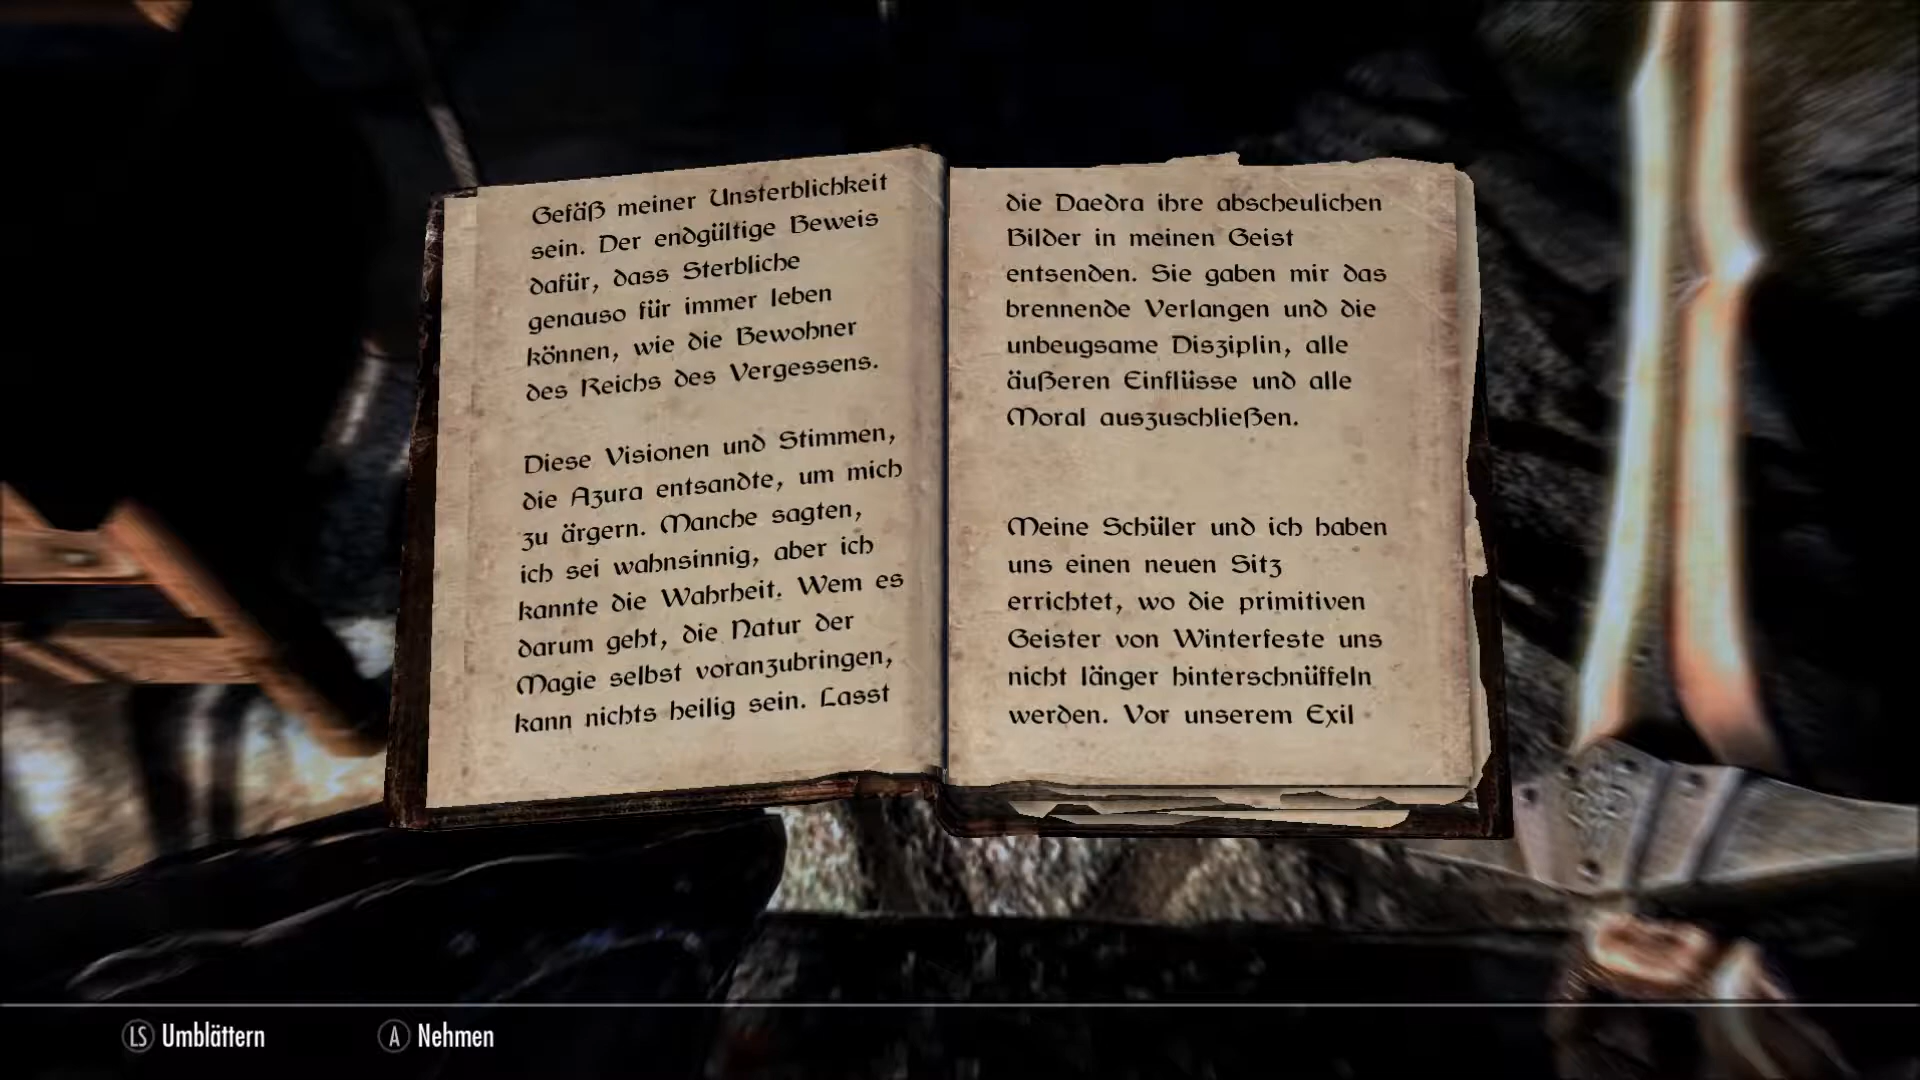 Gefäß meiner Unsterblichkeit
sein. Der endgültige Beweis
dafür, dass Sterbliche
genauso für immer leben
können, wie die Bewohner
des Reichs des Vergessens.
Diese Visionen und Stimmen,
die Azura entsandte, um mich
zu ärgern. Manche sagten,
ich sei wahnsinnig, aber ich
kannte die Wahrheit. Wem es
darum geht, die Natur der
Magie selbst voranzubringen,
kann nichts heilig sein. Lasst
die Daedra ihre abscheulichen
Bilder in meinen Geist
entsenden. Sie gaben mir das
brennende Verlangen und die
unbeugsame Disziplin, alle
äußeren Einflüsse und alle
Moral auszuschließen.
Meine Schüler und ich haben
uns einen neuen Sitz
errichtet, wo die primitiven
Geister von Winterfeste uns
nicht länger hinterschnüffeln
werden. Vor unserem Exil
LS Umblättern
A Nehmen